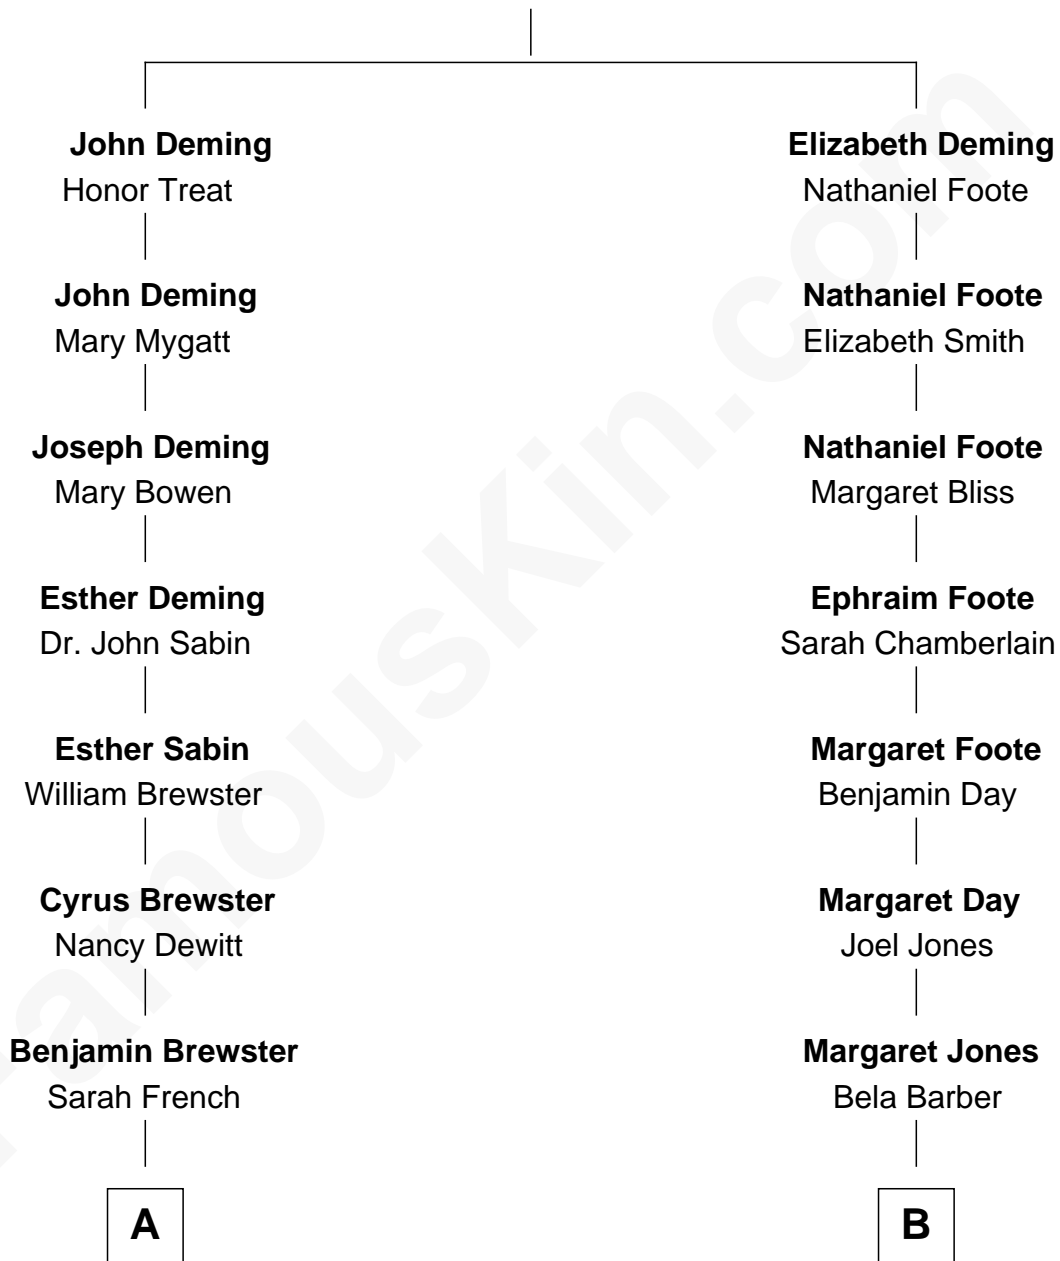 John Deming
Honor Treat
John Deming
Mary Mygatt
Joseph Deming
Mary Bowen
Esther Deming
Dr. John Sabin
Esther Sabin
William Brewster
Cyrus Brewster
Nancy Dewitt
Benjamin Brewster
Sarah French
A
Elizabeth Deming
Nathaniel Foote
Nathaniel Foote
Elizabeth Smith
Nathaniel Foote
Margaret Bliss
Ephraim Foote
Sarah Chamberlain
Margaret Foote
Benjamin Day
Margaret Day
Joel Jones
Margaret Jones
Bela Barber
B
FamousKin.com